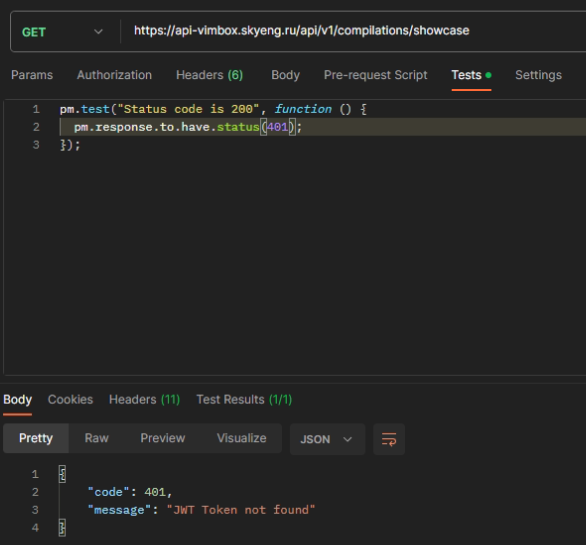 GET https://api-vimbox.skyeng.ru/api/v1/compilations/showcase
Params Authorization Headers (6) Body Pre-request Script Tests Settings
1 pm.test("Status code is 200", function () {
2 pm.response.to.have.status(401);
3 });
Body Cookies Headers (11) Test Results (1/1)
Pretty Raw Preview Visualize JSON
1 {
2 "code": 401,
3 "message": "JWT Token not found"
4 }